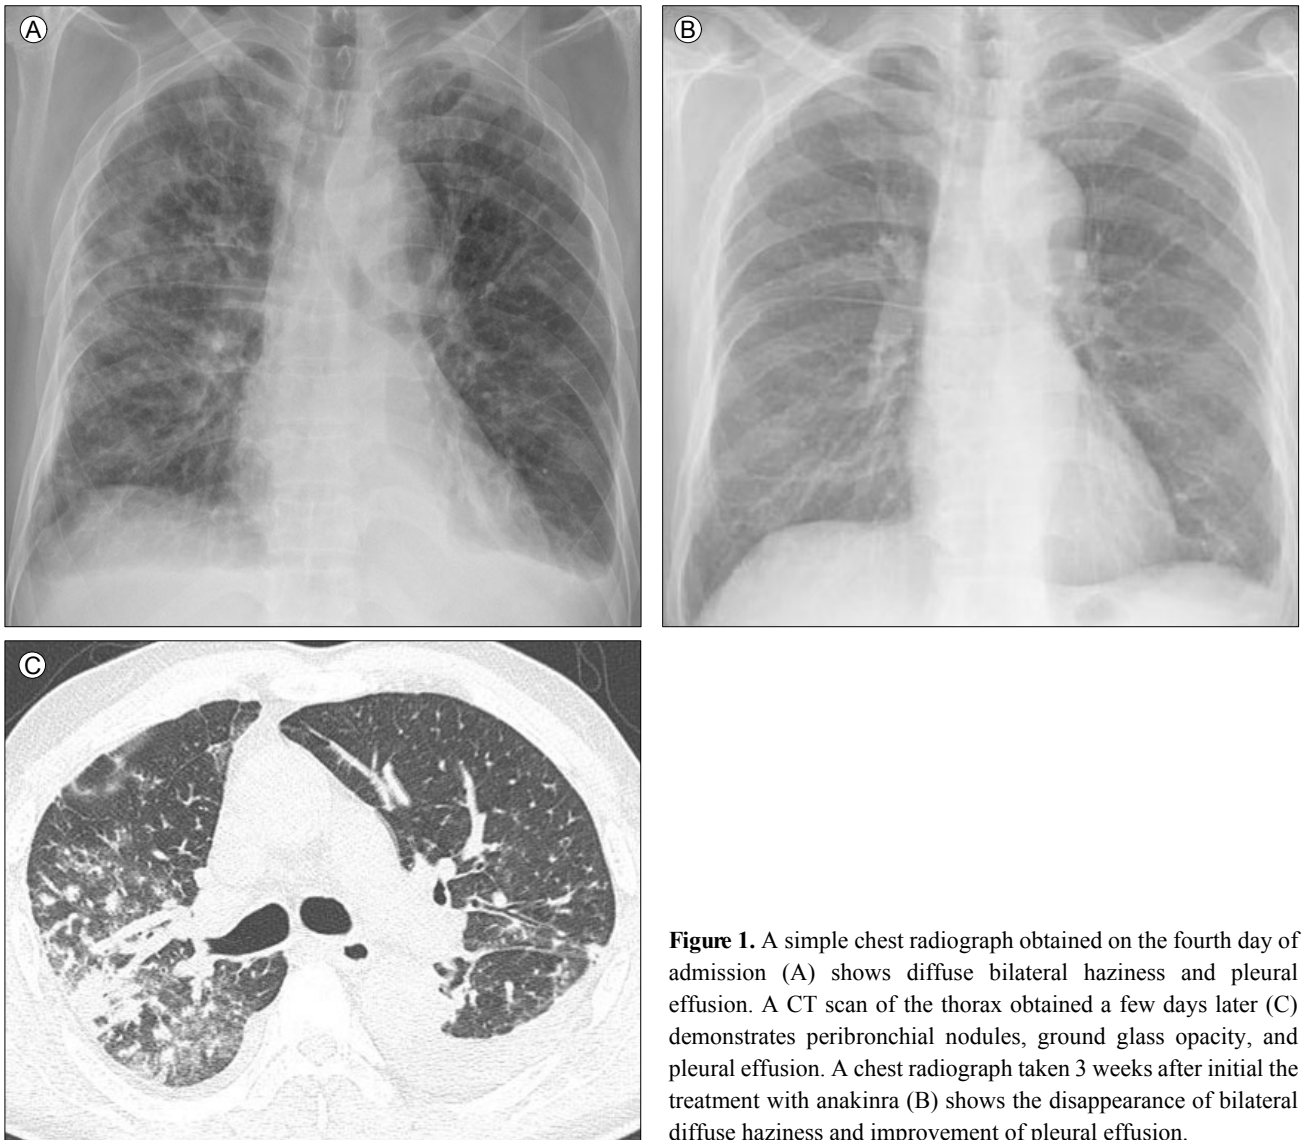 A
B
C
Figure 1. A simple chest radiograph obtained on the fourth day of
admission (A) shows diffuse bilateral haziness and pleural
effusion. A CT scan of the thorax obtained a few days later (C)
demonstrates peribronchial nodules, ground glass opacity, and
pleural effusion. A chest radiograph taken 3 weeks after initial the
treatment with anakinra (B) shows the disappearance of bilateral
diffuse haziness and improvement of pleural effusion.